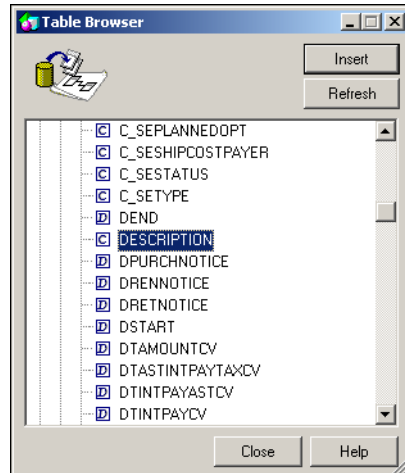 Table Browser
Insert
Refresh
C C_SEPLANNEDOPT
C C_SESHIPCOSTPAYER
C C_SESTATUS
C C_SETYPE
D DEND
C DESCRIPTION
D DPURCHNOTICE
D DRENNOTICE
D DRETNOTICE
D DSTART
D DTAMOUNTCV
D DTASTINTPAYTAXCV
D DTINTPAYASTCV
D DTINTPAYCV
Close Help